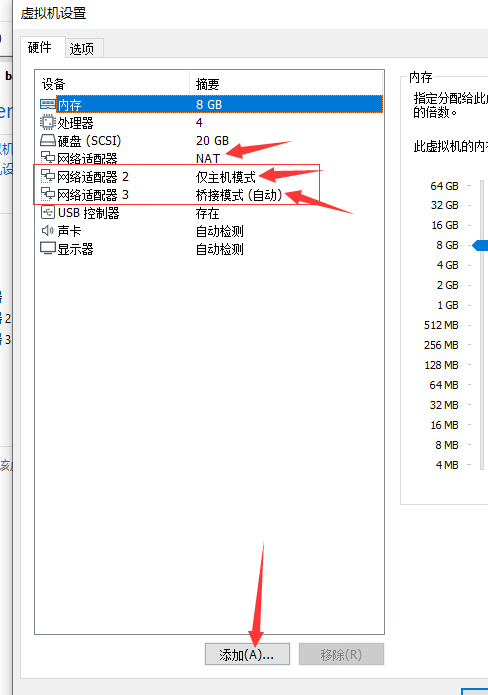 虚拟机设置
硬件 选项
设备 摘要
内存 8 GB
处理器 4
硬盘 (SCSI) 20 GB
网络适配器 NAT
网络适配器 2 仅主机模式
网络适配器 3 桥接模式 (自动)
USB 控制器 存在
声卡 自动检测
显示器 自动检测
添加(A)... 移除(R)
内存
指定分配给此
的倍数。
此虚拟机的内存
64 GB
32 GB
16 GB
8 GB
4 GB
2 GB
1 GB
512 MB
256 MB
128 MB
64 MB
32 MB
16 MB
8 MB
4 MB